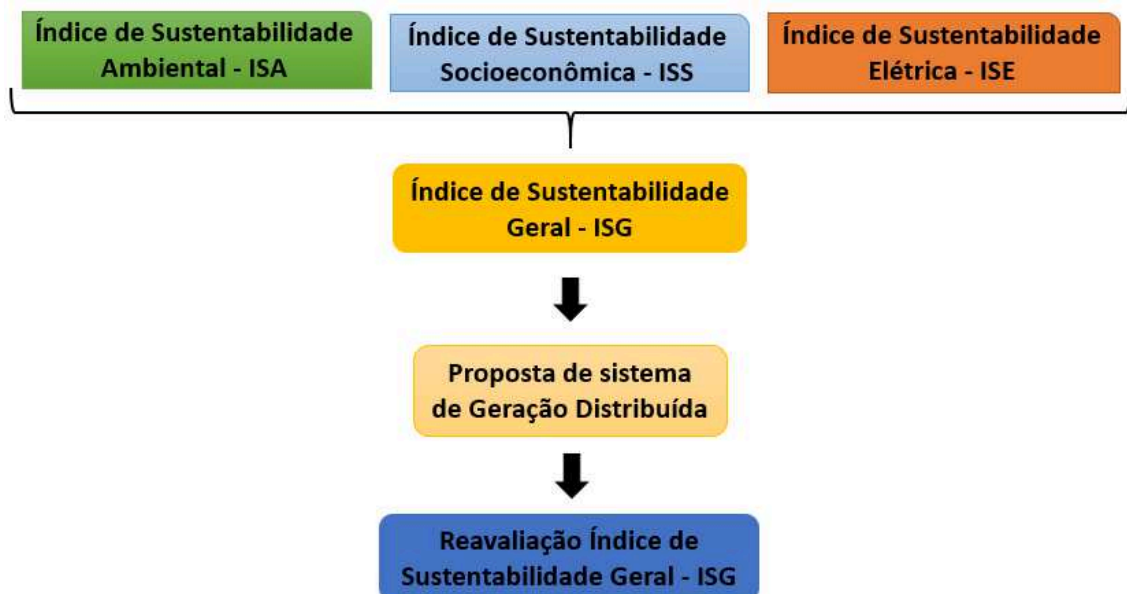 Índice de Sustentabilidade
Ambiental - ISA
Índice de Sustentabilidade
Socioeconômica - ISS
Índice de Sustentabilidade
Elétrica - ISE
Índice de Sustentabilidade
Geral - ISG
Proposta de sistema
de Geração Distribuída
Reavaliação Índice de
Sustentabilidade Geral - ISG